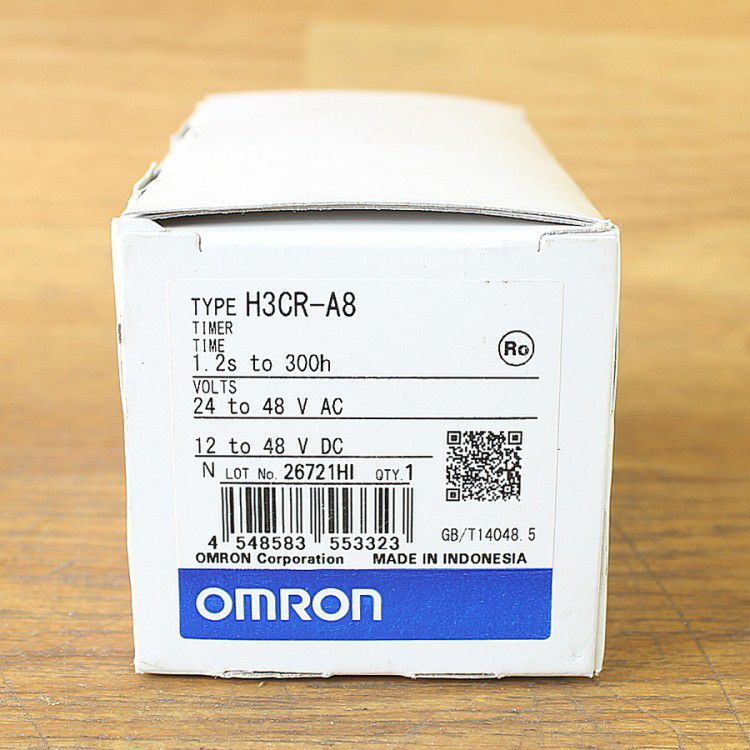 TYPE H3CR-A8
TIMER
TIME
1.2s to 300h
Ro
VOLTS
24 to 48 V AC
12 to 48 V DC
N LOT No. 26721HI QTY.1
4 548583 553323
GB/T14048.5
OMRON Corporation MADE IN INDONESIA
OMRON